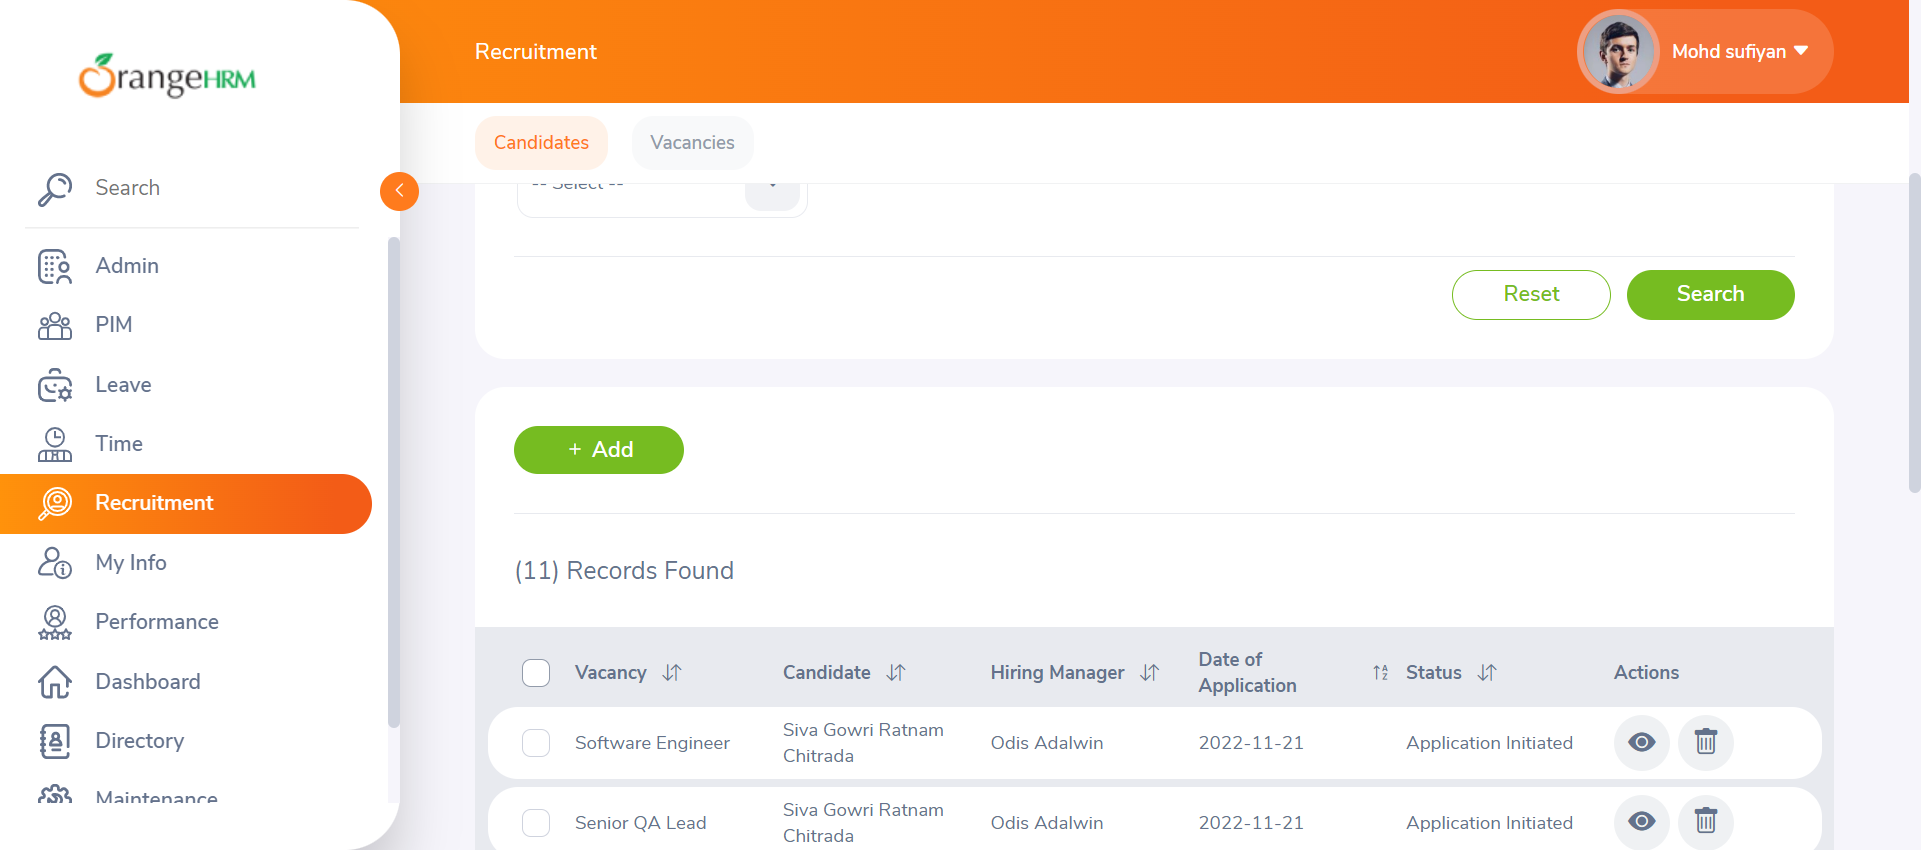 OrangeHRM
Recruitment
Mohd sufiyan
Candidates
Vacancies
Search
-- Select --
Admin
Reset
Search
PIM
Leave
Time
+ Add
Recruitment
My Info
(11) Records Found
Performance
Vacancy
Candidate
Hiring Manager
Date of
Application
Status
Actions
Dashboard
Software Engineer
Siva Gowri Ratnam
Chitrada
Odis Adalwin
2022-11-21
Application Initiated
Directory
Maintenance
Senior QA Lead
Siva Gowri Ratnam
Chitrada
Odis Adalwin
2022-11-21
Application Initiated